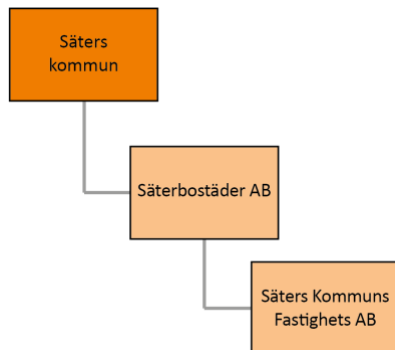 Säters
kommun
Säterbostäder AB
Säters Kommuns
Fastighets AB